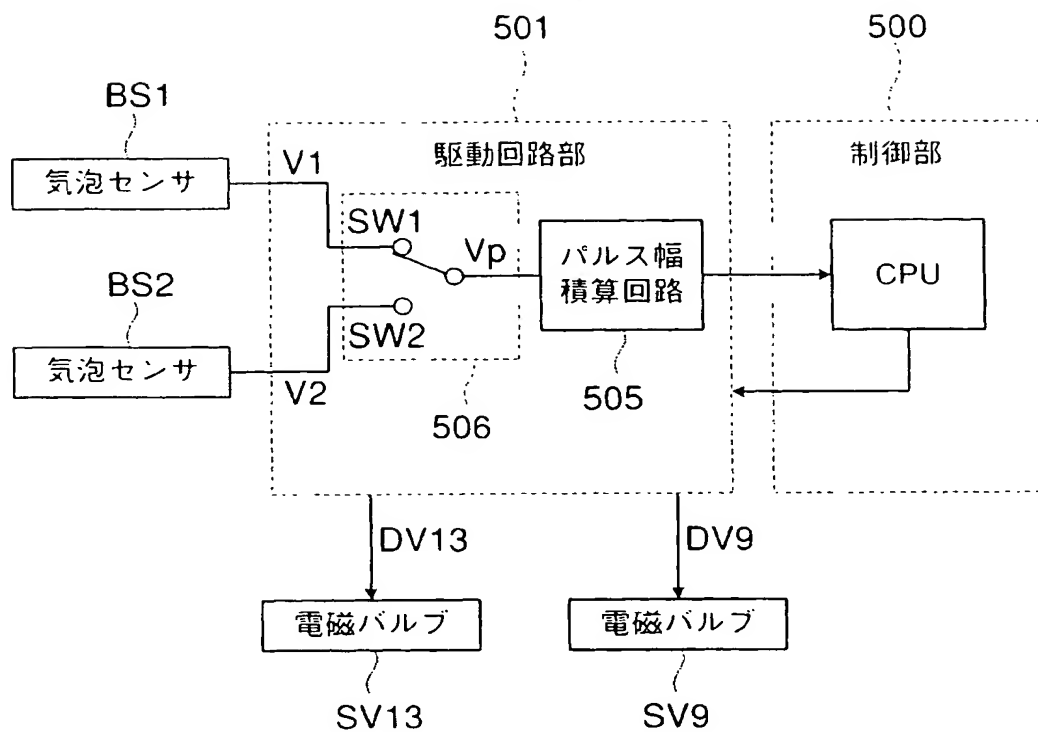 501
500
BS1
気泡センサ
V1
駆動回路部
制御部
SW1
Vp
パルス幅
積算回路
CPU
BS2
気泡センサ
V2
SW2
506
505
DV13
DV9
電磁バルブ
電磁バルブ
SV13
SV9